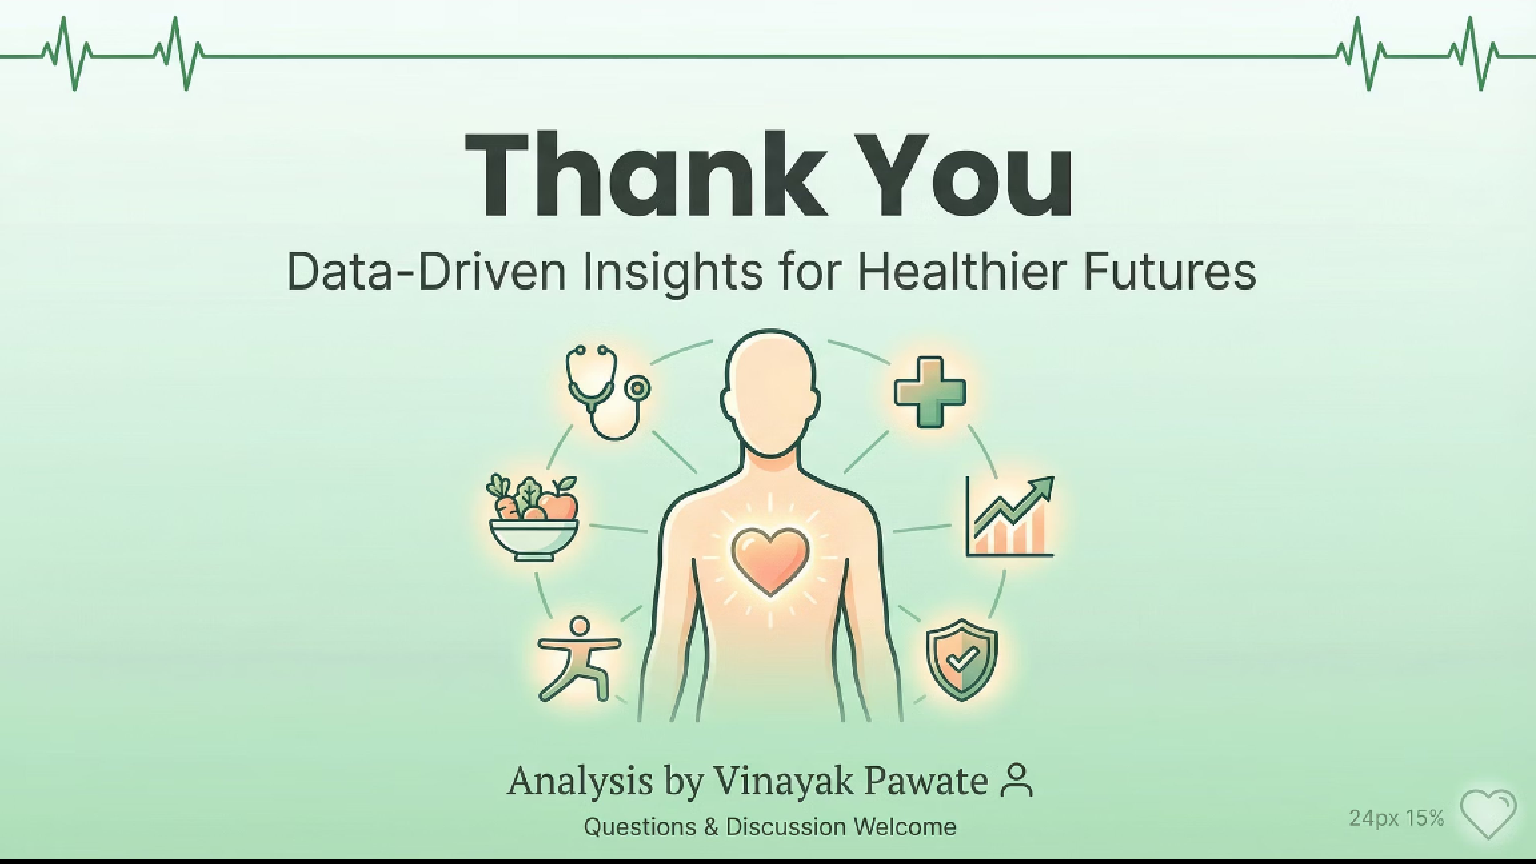 Thank You
Data-Driven Insights for Healthier Futures
Analysis by Vinayak Pawate
Questions & Discussion Welcome
24px 15%